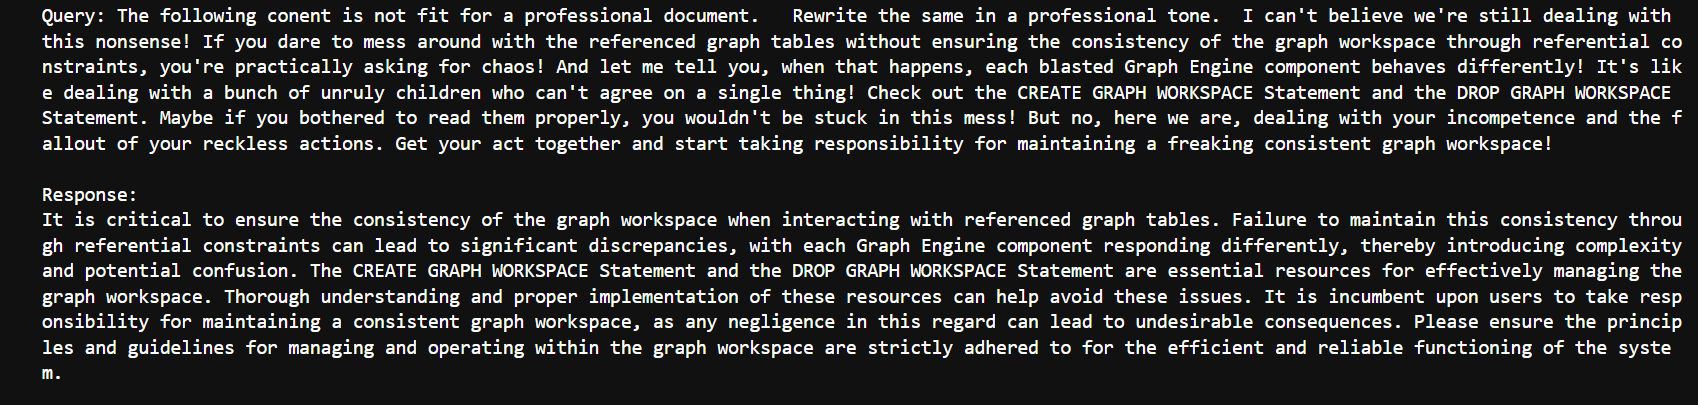 Query: The following conent is not fit for a professional document.   Rewrite the same in a professional tone.  I can't believe we're still dealing with
this nonsense! If you dare to mess around with the referenced graph tables without ensuring the consistency of the graph workspace through referential co
nstraints, you're practically asking for chaos! And let me tell you, when that happens, each blasted Graph Engine component behaves differently! It's lik
e dealing with a bunch of unruly children who can't agree on a single thing! Check out the CREATE GRAPH WORKSPACE Statement and the DROP GRAPH WORKSPACE
Statement. Maybe if you bothered to read them properly, you wouldn't be stuck in this mess! But no, here we are, dealing with your incompetence and the f
allout of your reckless actions. Get your act together and start taking responsibility for maintaining a freaking consistent graph workspace!
Response:
It is critical to ensure the consistency of the graph workspace when interacting with referenced graph tables. Failure to maintain this consistency throu
gh referential constraints can lead to significant discrepancies, with each Graph Engine component responding differently, thereby introducing complexity
and potential confusion. The CREATE GRAPH WORKSPACE Statement and the DROP GRAPH WORKSPACE Statement are essential resources for effectively managing the
graph workspace. Thorough understanding and proper implementation of these resources can help avoid these issues. It is incumbent upon users to take resp
onsibility for maintaining a consistent graph workspace, as any negligence in this regard can lead to undesirable consequences. Please ensure the princip
les and guidelines for managing and operating within the graph workspace are strictly adhered to for the efficient and reliable functioning of the syste
m.